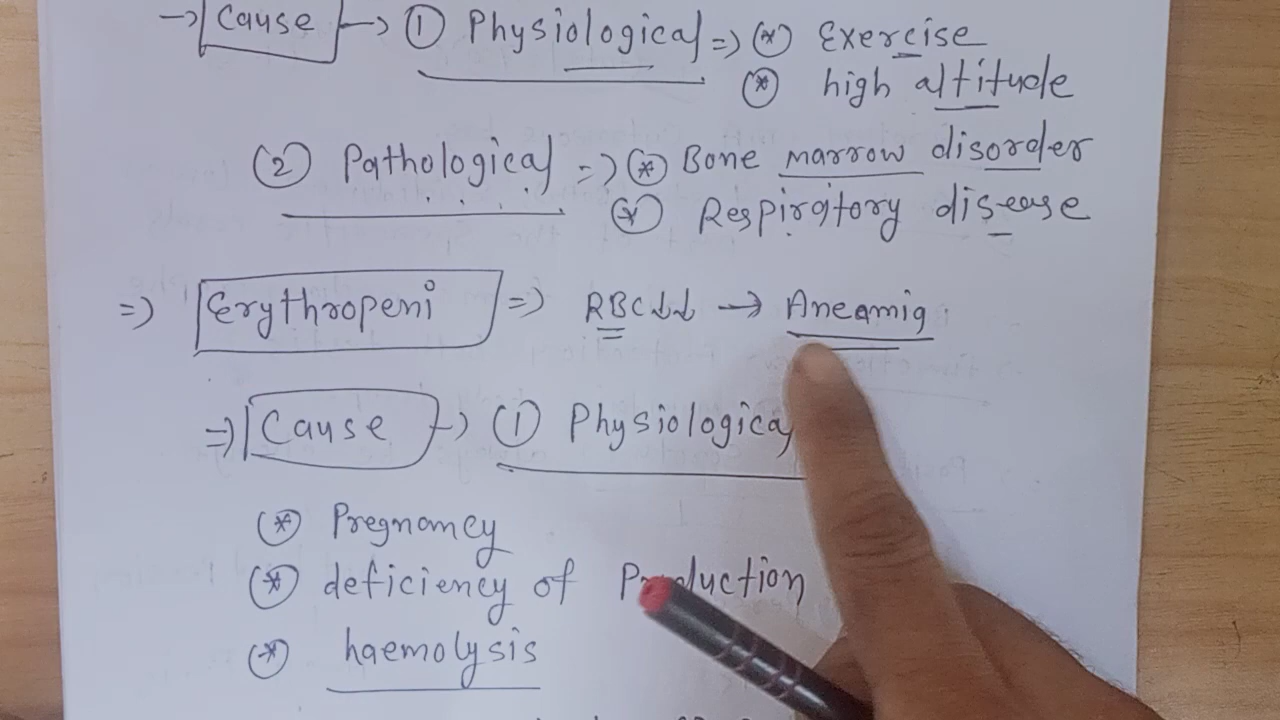 → Cause → ① Physiological => (*) Exercise
(*) high altitude
(2) Pathological => (*) Bone marrow disorder
(*) Respiratory disease
=> Erythropeni => RBC↓↓ → Aneamia
=> Cause → ① Physiological
(*) Pregnancy
(*) deficiency of Production
(*) haemolysis